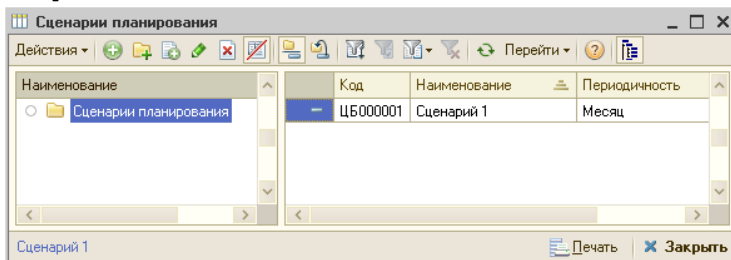 Сценарии планирования
Действия Перейти
Наименование Код Наименование Периодичность
Сценарии планирования ЦБ000001 Сценарий 1 Месяц
Сценарий 1 Печать Закрыть